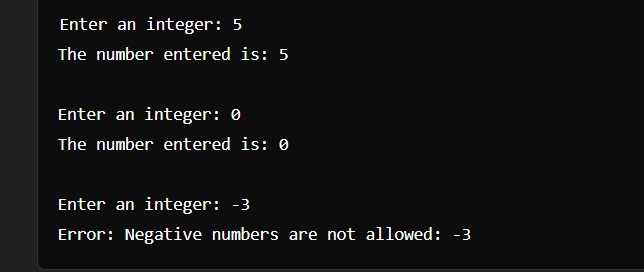 Enter an integer: 5
The number entered is: 5
Enter an integer: 0
The number entered is: 0
Enter an integer: -3
Error: Negative numbers are not allowed: -3